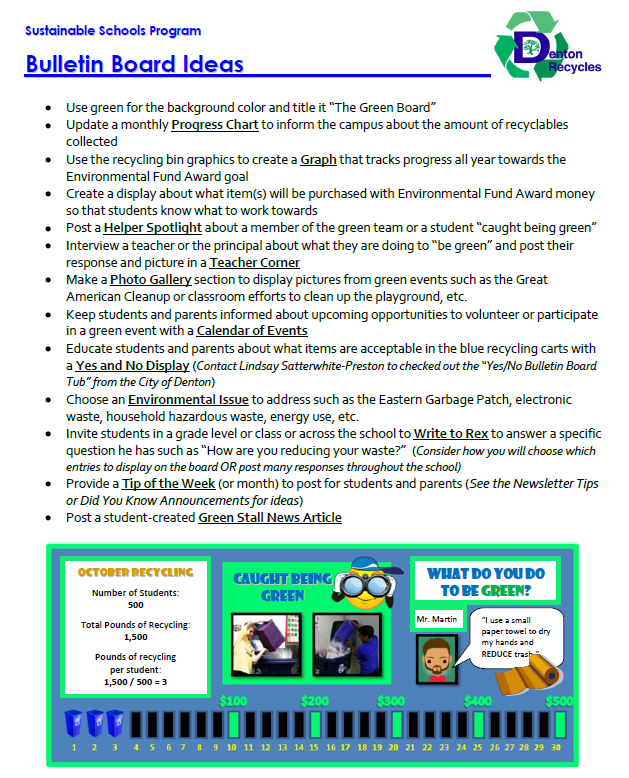 Sustainable Schools Program
Bulletin Board Ideas
Denton
Recycles
• Use green for the background color and title it “The Green Board”
• Update a monthly Progress Chart to inform the campus about the amount of recyclables
collected
• Use the recycling bin graphics to create a Graph that tracks progress all year towards the
Environmental Fund Award goal
• Create a display about what item(s) will be purchased with Environmental Fund Award money
so that students know what to work towards
• Post a Helper Spotlight about a member of the green team or a student “caught being green”
• Interview a teacher or the principal about what they are doing to “be green” and post their
response and picture in a Teacher Corner
• Make a Photo Gallery section to display pictures from green events such as the Great
American Cleanup or classroom efforts to clean up the playground, etc.
• Keep students and parents informed about upcoming opportunities to volunteer or participate
in a green event with a Calendar of Events
• Educate students and parents about what items are acceptable in the blue recycling carts with
a Yes and No Display (Contact Lindsay Satterwhite-Preston to checked out the “Yes/No Bulletin Board
Tub” from the City of Denton)
• Choose an Environmental Issue to address such as the Eastern Garbage Patch, electronic
waste, household hazardous waste, energy use, etc.
• Invite students in a grade level or class or across the school to Write to Rex to answer a specific
question he has such as “How are you reducing your waste?” (Consider how you will choose which
entries to display on the board OR post many responses throughout the school)
• Provide a Tip of the Week (or month) to post for students and parents (See the Newsletter Tips
or Did You Know Announcements for ideas)
• Post a student-created Green Stall News Article
OCTOBER RECYCLING
Number of Students:
500
Total Pounds of Recycling:
1,500
Pounds of recycling
per student:
1,500 / 500 = 3
CAUGHT BEING
GREEN
WHAT DO YOU DO
TO BE GREEN?
Mr. Martin
“I use a small
paper towel to dry
my hands and
REDUCE trash
$100 $200 $300 $400 $500
1 2 3 4 5 6 7 8 9 10 11 12 13 14 15 16 17 18 19 20 21 22 23 24 25 26 27 28 29 30